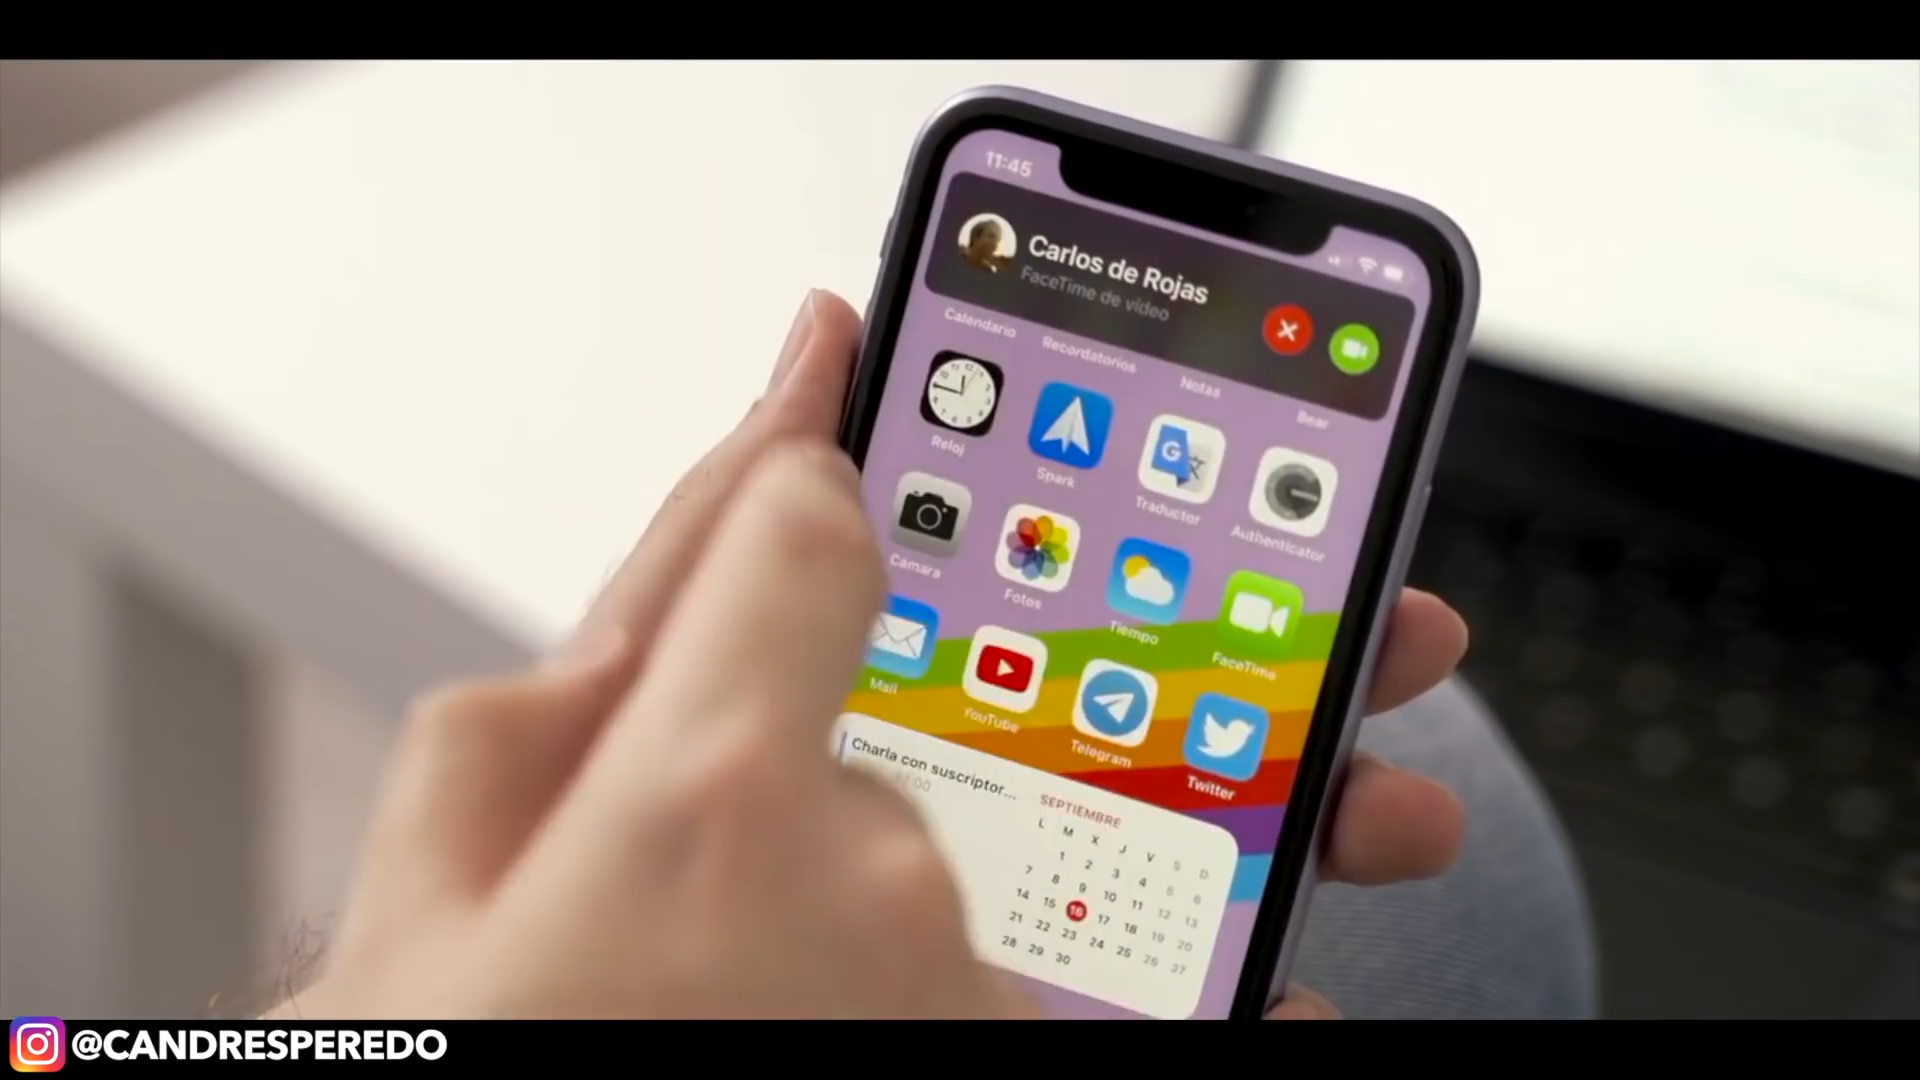 11:45
Carlos de Rojas
FaceTime de vídeo
Calendario
Recordatorios
Notas
Bear
Reloj
Spark
Traductor
Authenticator
Cámara
Fotos
Tiempo
FaceTime
Mail
YouTube
Telegram
Twitter
Charla con suscriptor...
SEPTIEMBRE
L M X J V S D
1 2 3 4 5 6
7 8 9 10 11 12 13
14 15 16 17 18 19 20
21 22 23 24 25 26 27
28 29 30
@CANDRESPEREDO